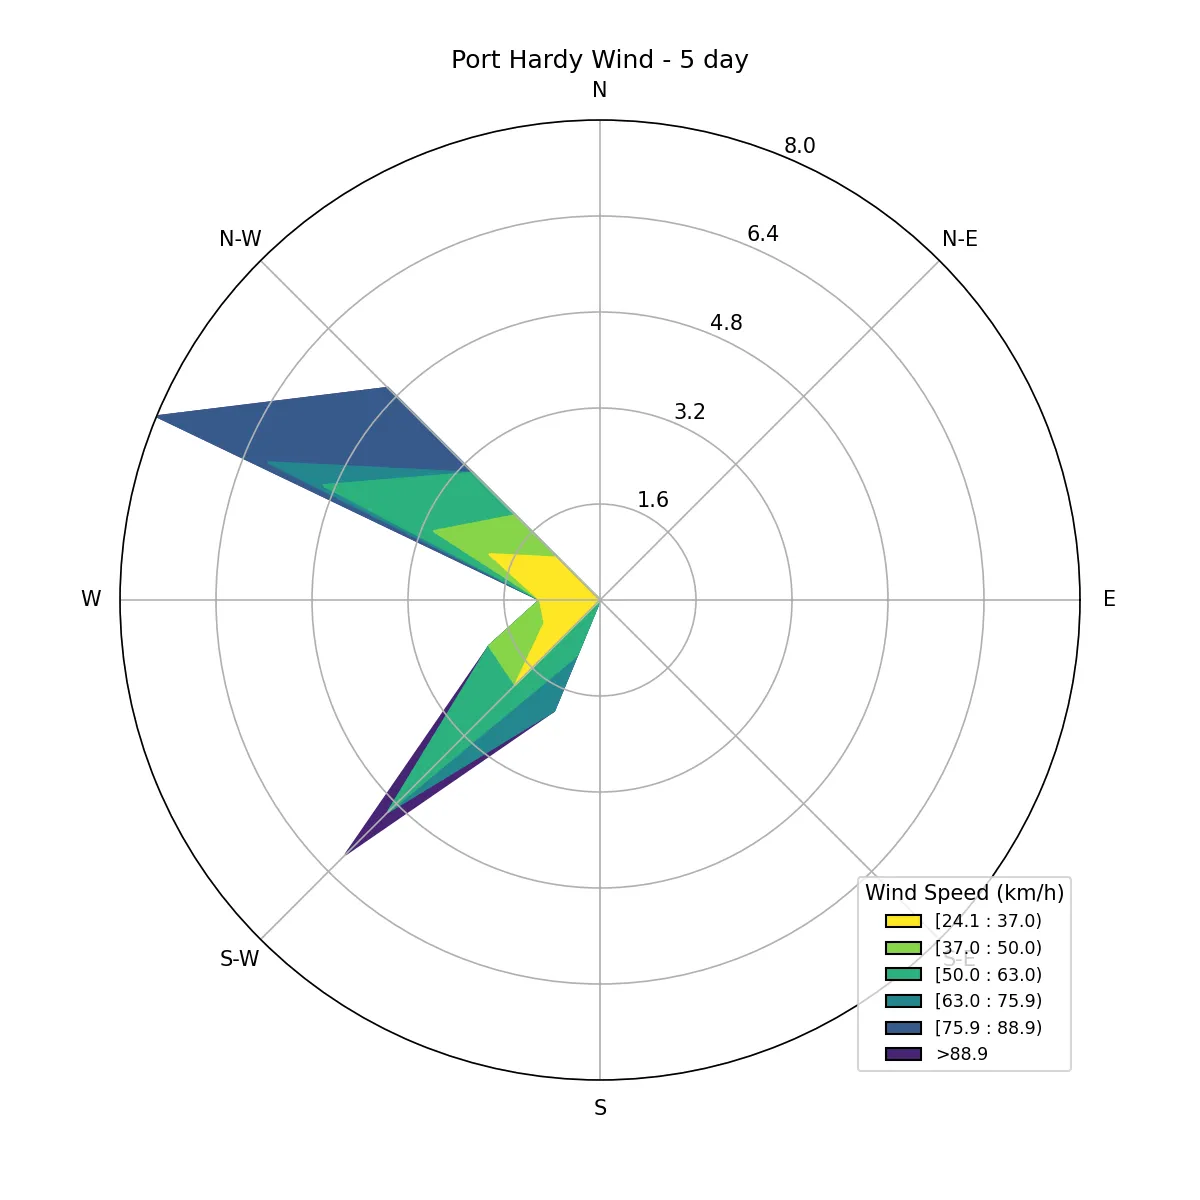 Port Hardy Wind - 5 day
N
8.0
N-W
N-E
6.4
4.8
3.2
1.6
W
E
S-W
S-E
Wind Speed (km/h)
[24.1 : 37.0)
[37.0 : 50.0)
[50.0 : 63.0)
[63.0 : 75.9)
[75.9 : 88.9)
>88.9
S